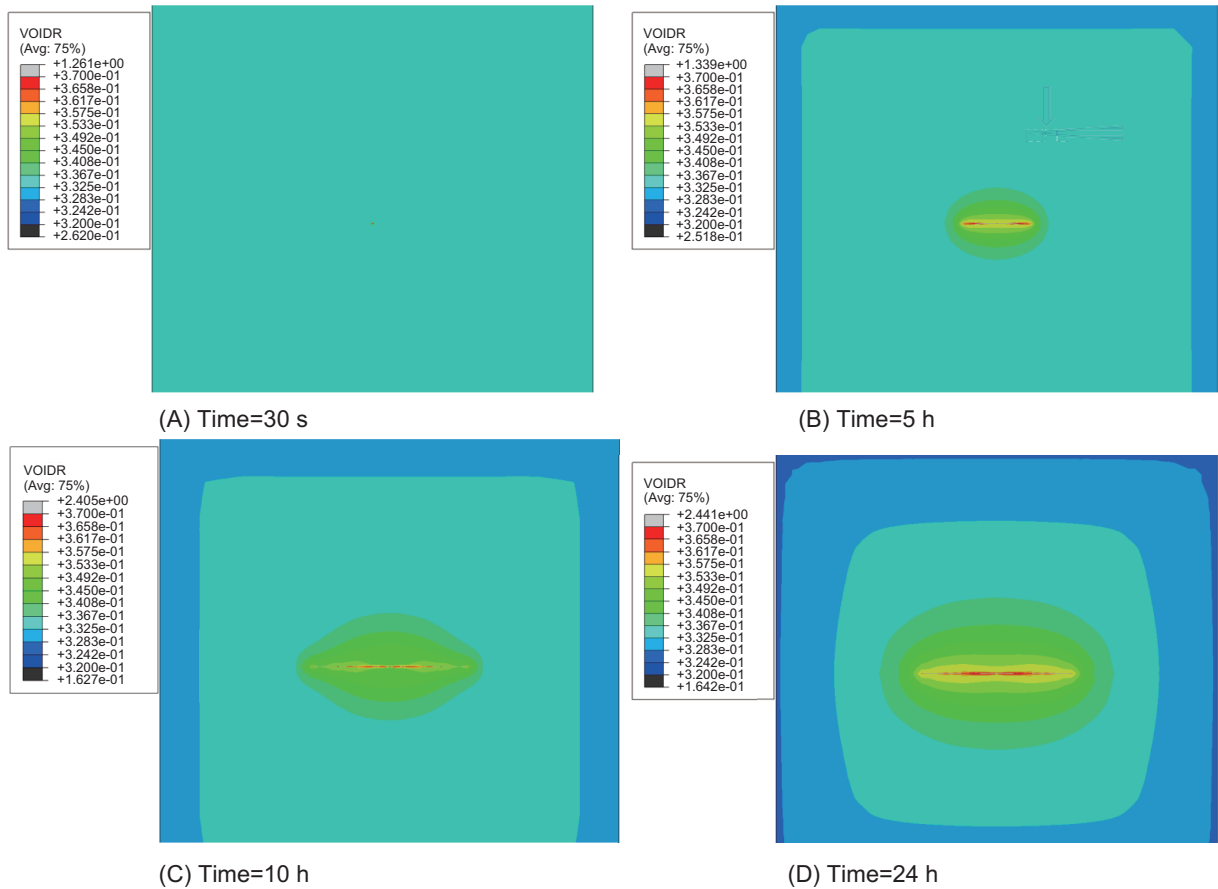 VOIDR
(Avg: 75%)
+1.261e+00
+3.700e-01
+3.658e-01
+3.617e-01
+3.575e-01
+3.533e-01
+3.492e-01
+3.450e-01
+3.408e-01
+3.367e-01
+3.325e-01
+3.283e-01
+3.242e-01
+3.200e-01
+2.620e-01
(A) Time=30 s
VOIDR
(Avg: 75%)
+1.339e+00
+3.700e-01
+3.658e-01
+3.617e-01
+3.575e-01
+3.533e-01
+3.492e-01
+3.450e-01
+3.408e-01
+3.367e-01
+3.325e-01
+3.283e-01
+3.242e-01
+3.200e-01
+2.518e-01
(B) Time=5 h
VOIDR
(Avg: 75%)
+2.405e+00
+3.700e-01
+3.658e-01
+3.617e-01
+3.575e-01
+3.533e-01
+3.492e-01
+3.450e-01
+3.408e-01
+3.367e-01
+3.325e-01
+3.283e-01
+3.242e-01
+3.200e-01
+1.627e-01
(C) Time=10 h
VOIDR
(Avg: 75%)
+2.441e+00
+3.700e-01
+3.658e-01
+3.617e-01
+3.575e-01
+3.533e-01
+3.492e-01
+3.450e-01
+3.408e-01
+3.367e-01
+3.325e-01
+3.283e-01
+3.242e-01
+3.200e-01
+1.642e-01
(D) Time=24 h